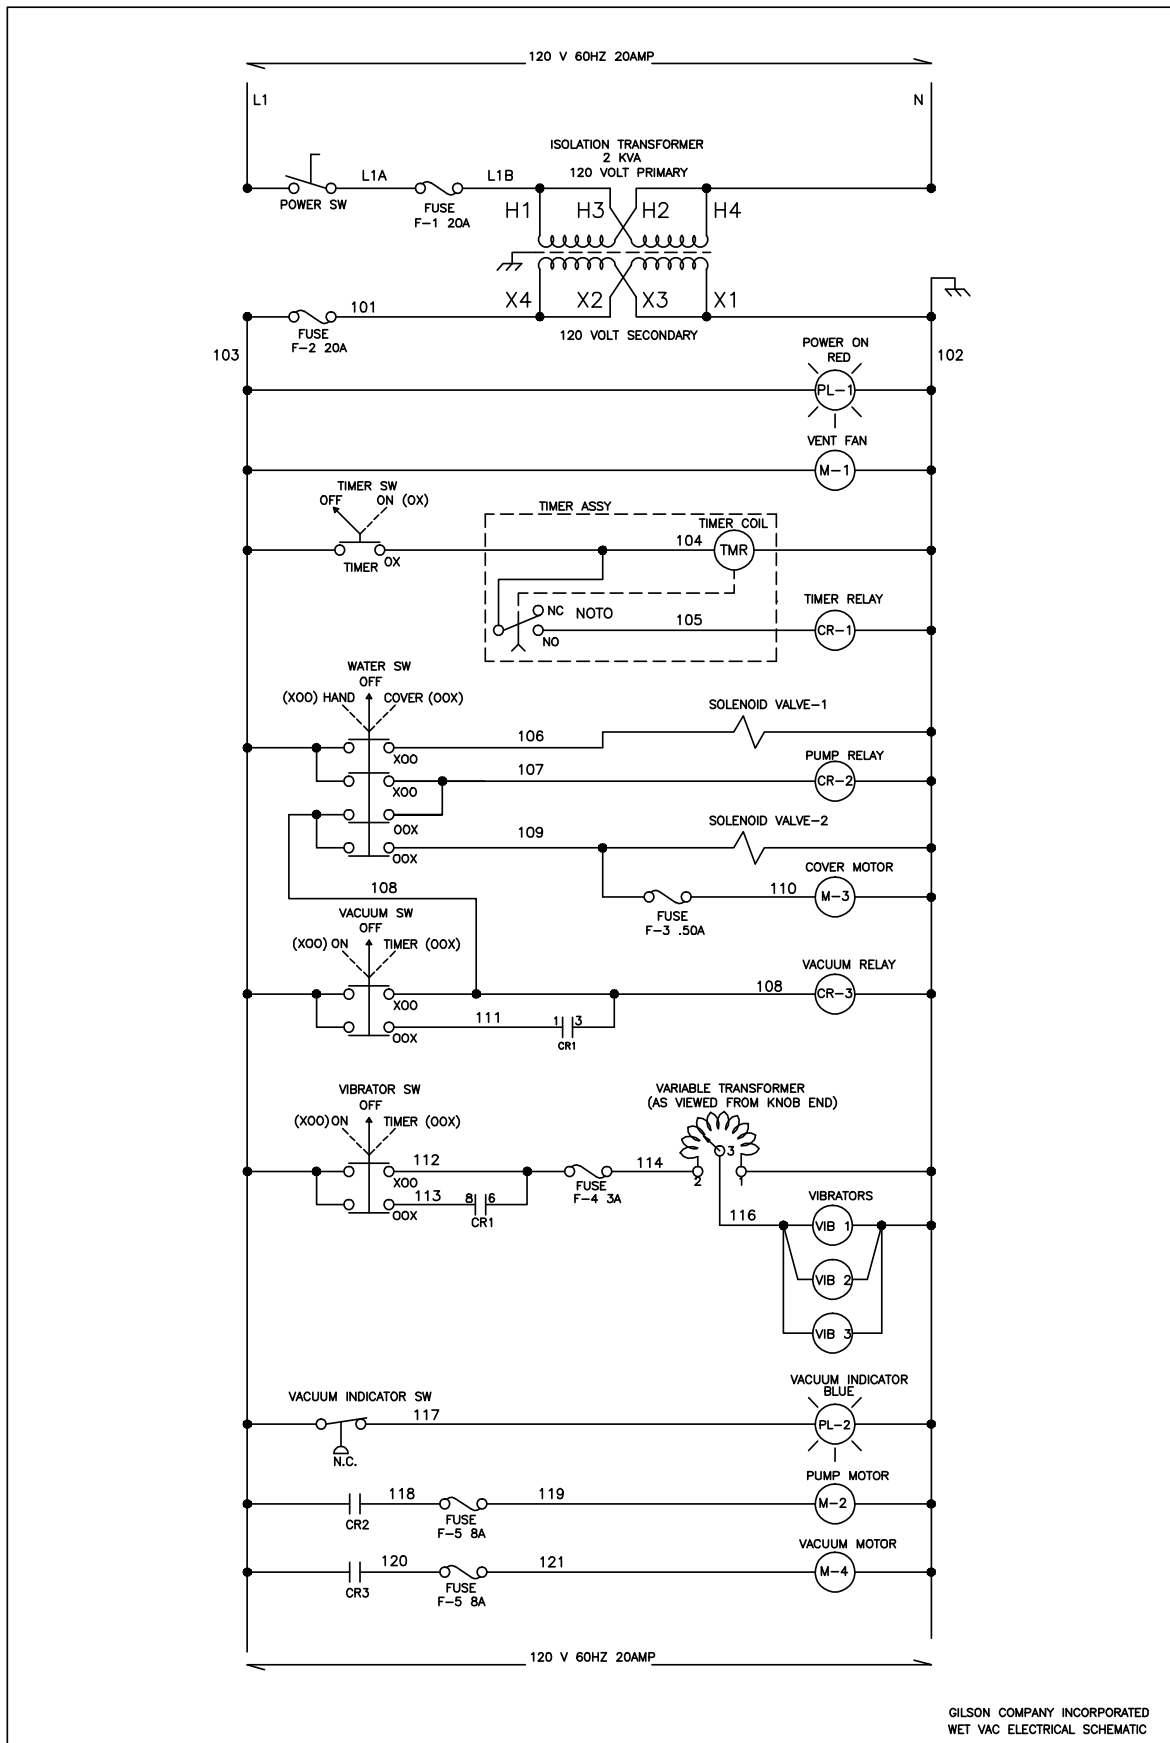 120 V 60HZ 20AMP
L1
N
ISOLATION TRANSFORMER
2 KVA
120 VOLT PRIMARY
L1A
L1B
POWER SW
FUSE
F-1 20A
H1
H3
H2
H4
X4
X2
X3
X1
101
FUSE
F-2 20A
120 VOLT SECONDARY
103
102
POWER ON
RED
PL-1
VENT FAN
M-1
TIMER SW
OFF
ON (OX)
TIMER
OX
TIMER ASSY
TIMER COIL
104
TMR
NC
NOTO
NO
105
TIMER RELAY
CR-1
WATER SW
OFF
(XOO) HAND
COVER (OOX)
SOLENOID VALVE-1
106
XOO
PUMP RELAY
107
CR-2
XOO
OOX
SOLENOID VALVE-2
109
OOX
COVER MOTOR
110
M-3
FUSE
F-3 .50A
108
VACUUM SW
OFF
(XOO) ON
TIMER (OOX)
VACUUM RELAY
108
CR-3
XOO
111
1
3
CR1
OOX
VIBRATOR SW
OFF
(XOO) ON
TIMER (OOX)
VARIABLE TRANSFORMER
(AS VIEWED FROM KNOB END)
3
112
114
2
1
XOO
FUSE
F-4 3A
113
8
6
CR1
OOX
VIBRATORS
116
VIB 1
VIB 2
VIB 3
VACUUM INDICATOR
BLUE
VACUUM INDICATOR SW
117
PL-2
N.C.
PUMP MOTOR
118
119
M-2
CR2
FUSE
F-5 8A
VACUUM MOTOR
120
121
M-4
CR3
FUSE
F-5 8A
120 V 60HZ 20AMP
GILSON COMPANY INCORPORATED
WET VAC ELECTRICAL SCHEMATIC